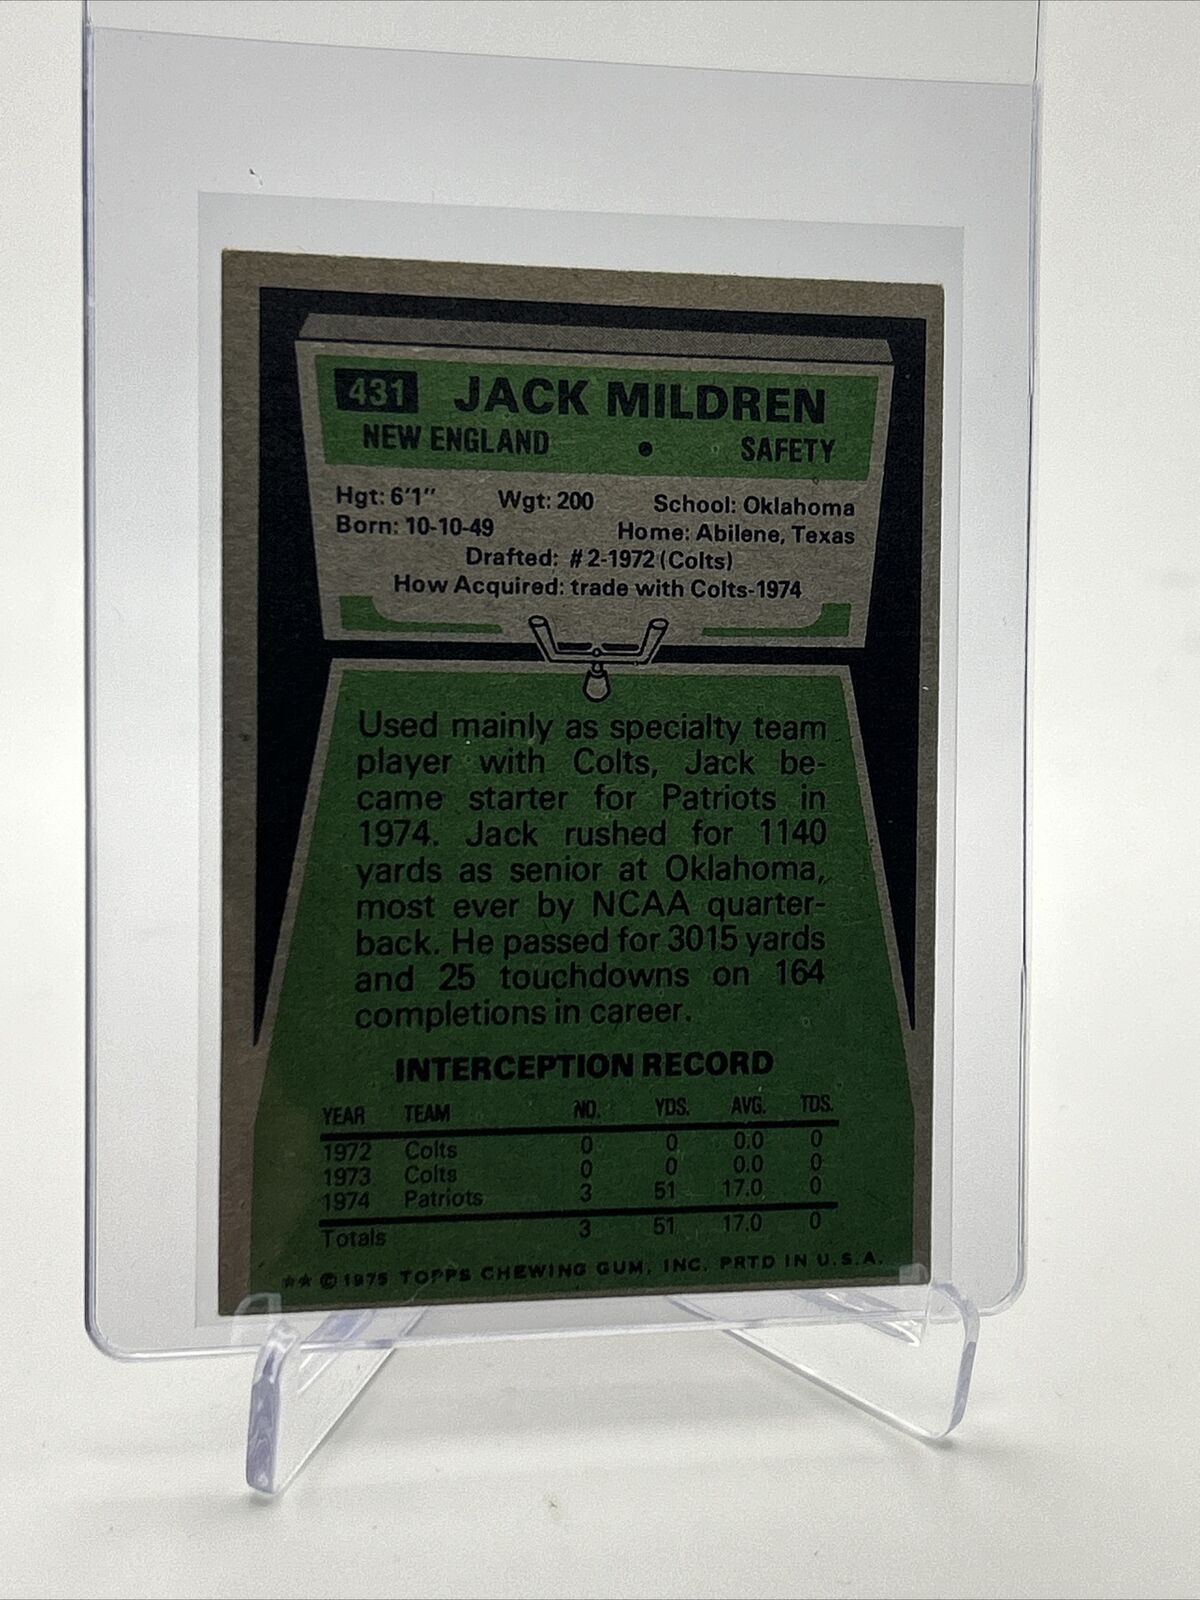 431 JACK MILDREN
NEW ENGLAND • SAFETY
Hgt: 6'1" Wgt: 200 School: Oklahoma
Born: 10-10-49 Home: Abilene, Texas
Drafted: #2-1972 (Colts)
How Acquired: trade with Colts-1974
Used mainly as specialty team
player with Colts, Jack be-
came starter for Patriots in
1974. Jack rushed for 1140
yards as senior at Oklahoma,
most ever by NCAA quarter-
back. He passed for 3015 yards
and 25 touchdowns on 164
completions in career.
INTERCEPTION RECORD
YEAR TEAM NO. YDS. AVG. TDS.
1972 Colts 0 0 0.0 0
1973 Colts 0 0 0.0 0
1974 Patriots 3 51 17.0 0
Totals 3 51 17.0 0
★★ © 1975 TOPPS CHEWING GUM, INC. PRTD IN U.S.A.